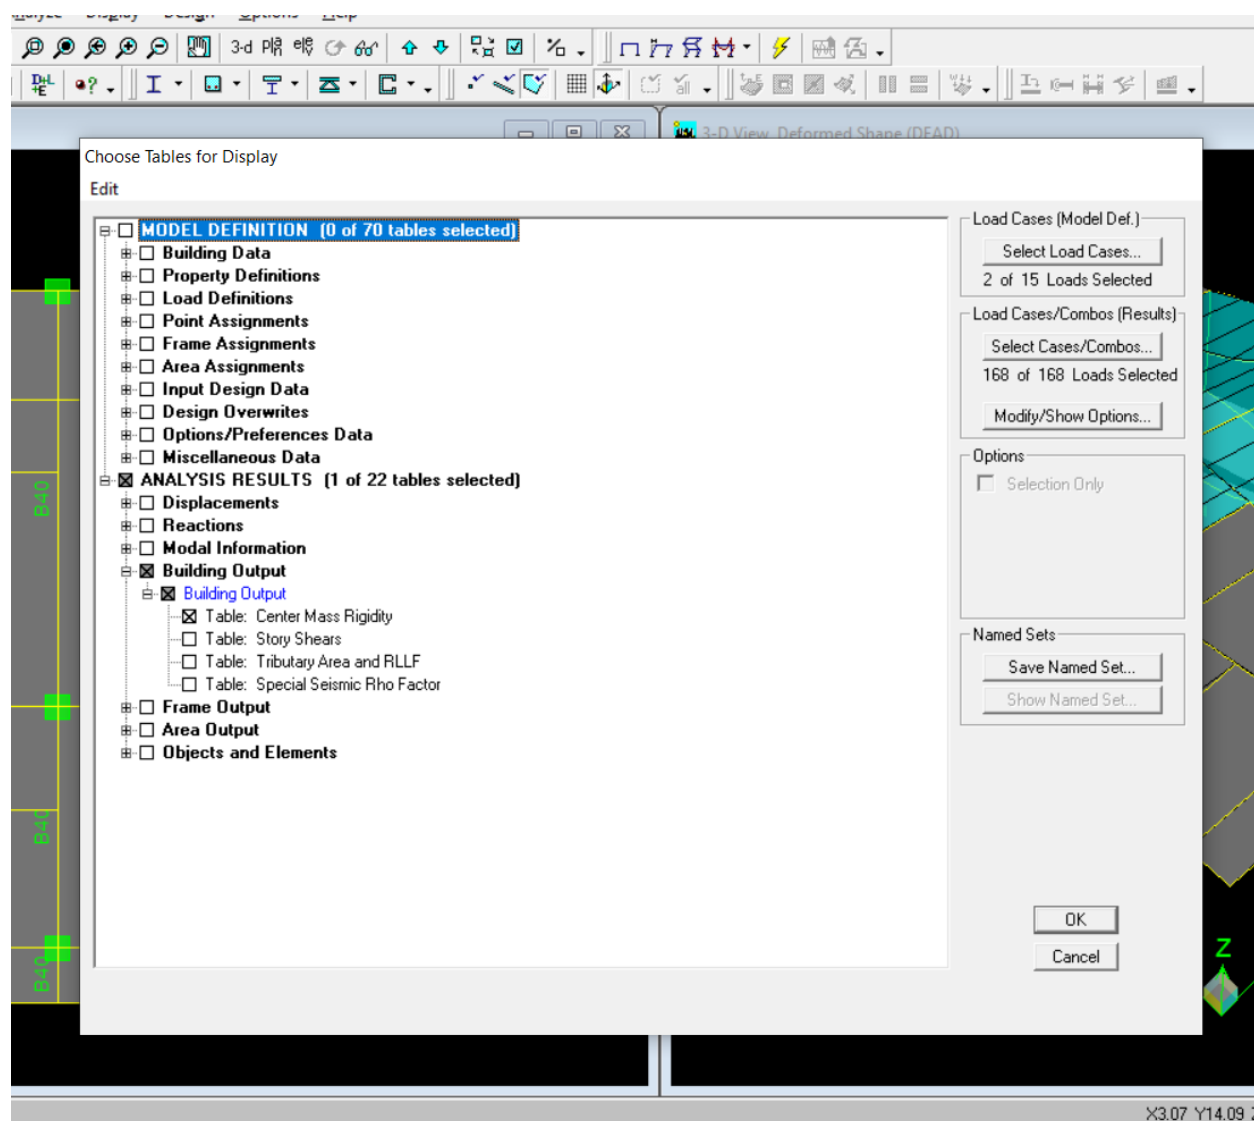 Display Design Options Help
3-d
3-D View Deformed Shape (DEAD)
Choose Tables for Display
Edit
MODEL DEFINITION (0 of 70 tables selected)
Building Data
Property Definitions
Load Definitions
Point Assignments
Frame Assignments
Area Assignments
Input Design Data
Design Overwrites
Options/Preferences Data
Miscellaneous Data
ANALYSIS RESULTS (1 of 22 tables selected)
Displacements
Reactions
Modal Information
Building Output
Building Output
Table: Center Mass Rigidity
Table: Story Shears
Table: Tributary Area and RLLF
Table: Special Seismic Rho Factor
Frame Output
Area Output
Objects and Elements
Load Cases (Model Def.)
Select Load Cases...
2 of 15 Loads Selected
Load Cases/Combos (Results)
Select Cases/Combos...
168 of 168 Loads Selected
Modify/Show Options...
Options
Selection Only
Named Sets
Save Named Set...
Show Named Set...
OK
Cancel
B40
B40
B40
Z
X3.07 Y14.09